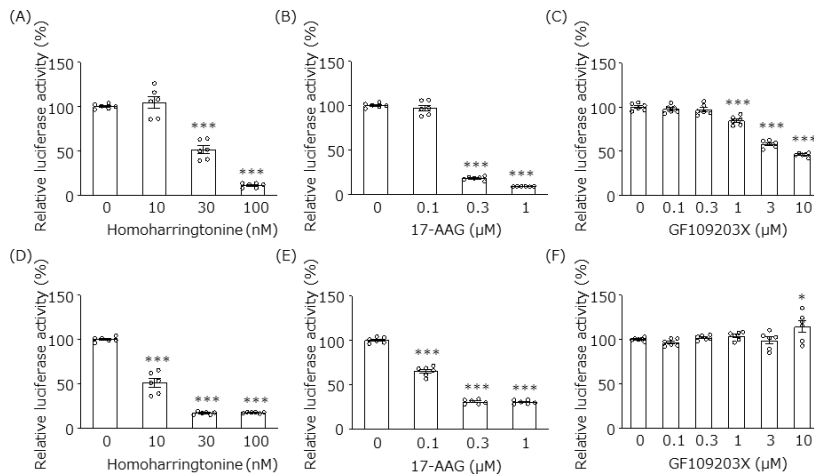 (A)
Relative luciferase activity (%)
150
100
50
0
***
***
0 10 30 100
Homoharringtonine (nM)
(B)
Relative luciferase activity (%)
150
100
50
0
***
***
0 0.1 0.3 1
17-AAG (μM)
(C)
Relative luciferase activity (%)
150
100
50
0
***
***
***
0 0.1 0.3 1 3 10
GF109203X (μM)
(D)
Relative luciferase activity (%)
150
100
50
0
***
***
***
0 10 30 100
Homoharringtonine (nM)
(E)
Relative luciferase activity (%)
150
100
50
0
***
***
***
0 0.1 0.3 1
17-AAG (μM)
(F)
Relative luciferase activity (%)
150
100
50
0
*
0 0.1 0.3 1 3 10
GF109203X (μM)